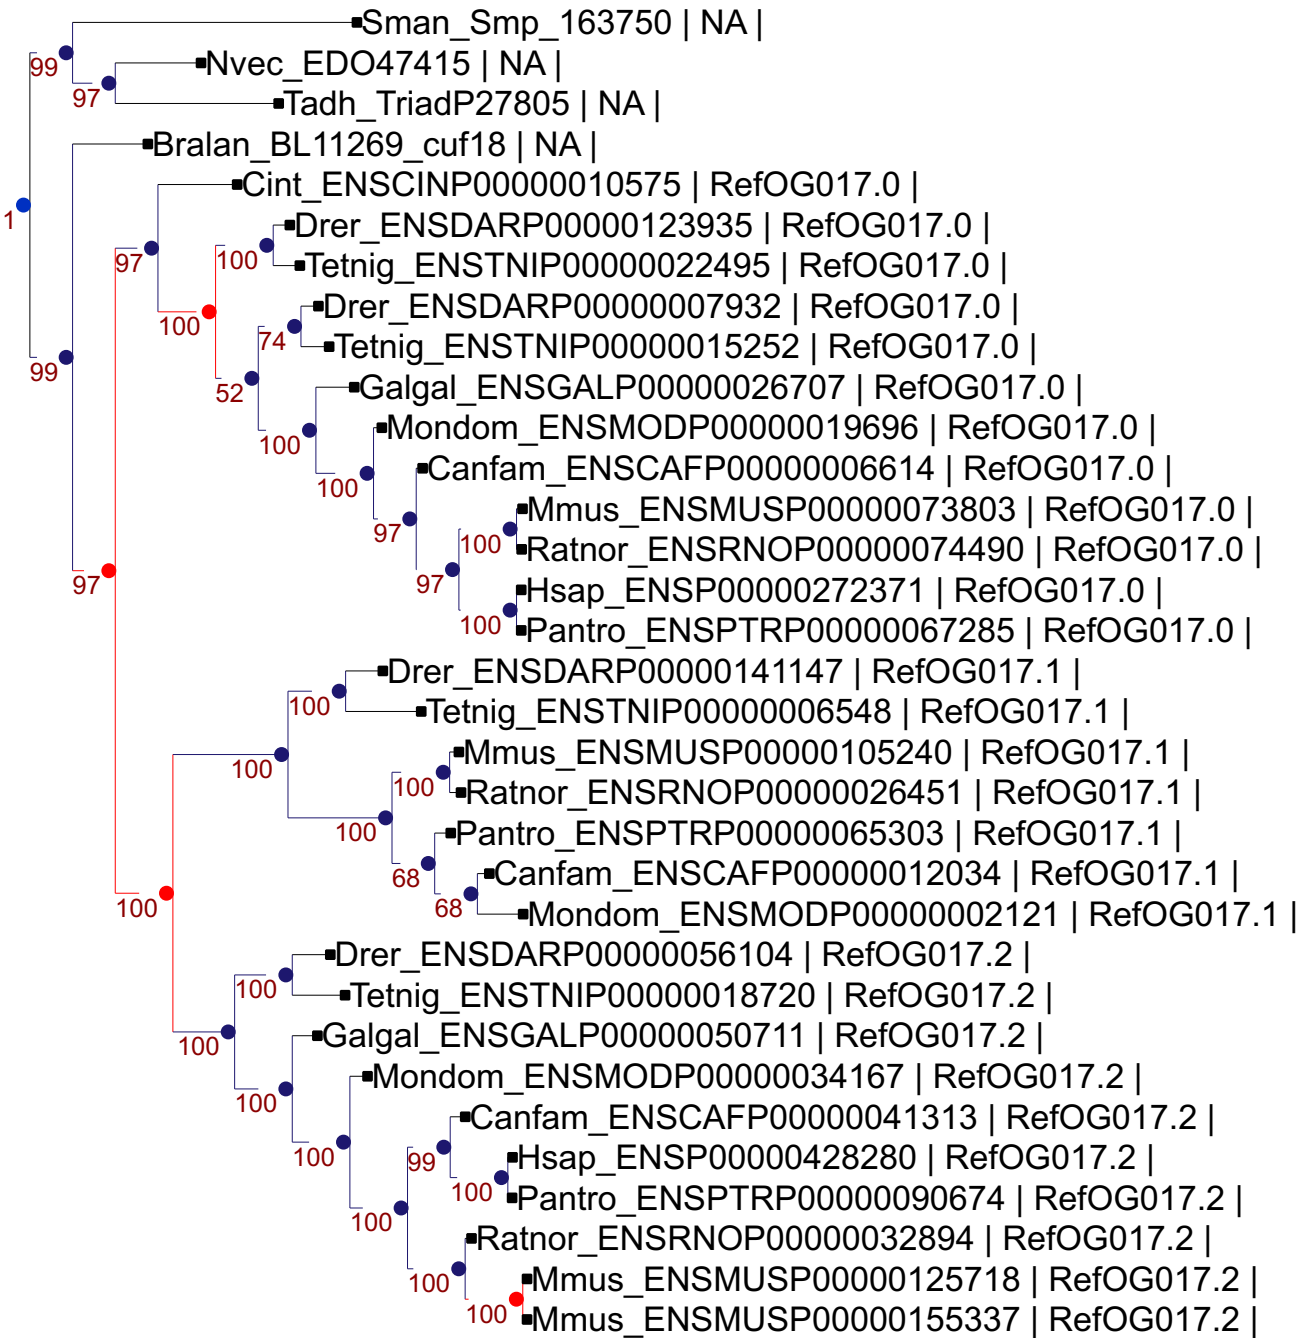 Sman_Smp_163750 | NA |
99
Nvec_EDO47415 | NA |
97
Tadh_TriadP27805 | NA |
Bralan_BL11269_cuf18 | NA |
Cint_ENSCINP00000010575 | RefOG017.0 |
1
Drer_ENSDARP00000123935 | RefOG017.0 |
97
100
Tetnig_ENSTNIP00000022495 | RefOG017.0 |
Drer_ENSDARP00000007932 | RefOG017.0 |
100
74
Tetnig_ENSTNIP00000015252 | RefOG017.0 |
99
52
Galgal_ENSGALP00000026707 | RefOG017.0 |
Mondom_ENSMODP00000019696 | RefOG017.0 |
100
Canfam_ENSCAFP00000006614 | RefOG017.0 |
100
Mmus_ENSMUSP00000073803 | RefOG017.0 |
97
100
Ratnor_ENSRNOP00000074490 | RefOG017.0 |
97
97
Hsap_ENSP00000272371 | RefOG017.0 |
100
Pantro_ENSPTRP00000067285 | RefOG017.0 |
Drer_ENSDARP00000141147 | RefOG017.1 |
100
Tetnig_ENSTNIP00000006548 | RefOG017.1 |
Mmus_ENSMUSP00000105240 | RefOG017.1 |
100
100
Ratnor_ENSRNOP00000026451 | RefOG017.1 |
100
Pantro_ENSPTRP00000065303 | RefOG017.1 |
Canfam_ENSCAFP00000012034 | RefOG017.1 |
68
100
68
Mondom_ENSMODP00000002121 | RefOG017.1 |
Drer_ENSDARP00000056104 | RefOG017.2 |
100
Tetnig_ENSTNIP00000018720 | RefOG017.2 |
Galgal_ENSGALP00000050711 | RefOG017.2 |
100
Mondom_ENSMODP00000034167 | RefOG017.2 |
100
Canfam_ENSCAFP00000041313 | RefOG017.2 |
100
99
Hsap_ENSP00000428280 | RefOG017.2 |
100
Pantro_ENSPTRP00000090674 | RefOG017.2 |
100
Ratnor_ENSRNOP00000032894 | RefOG017.2 |
100
Mmus_ENSMUSP00000125718 | RefOG017.2 |
100
Mmus_ENSMUSP00000155337 | RefOG017.2 |